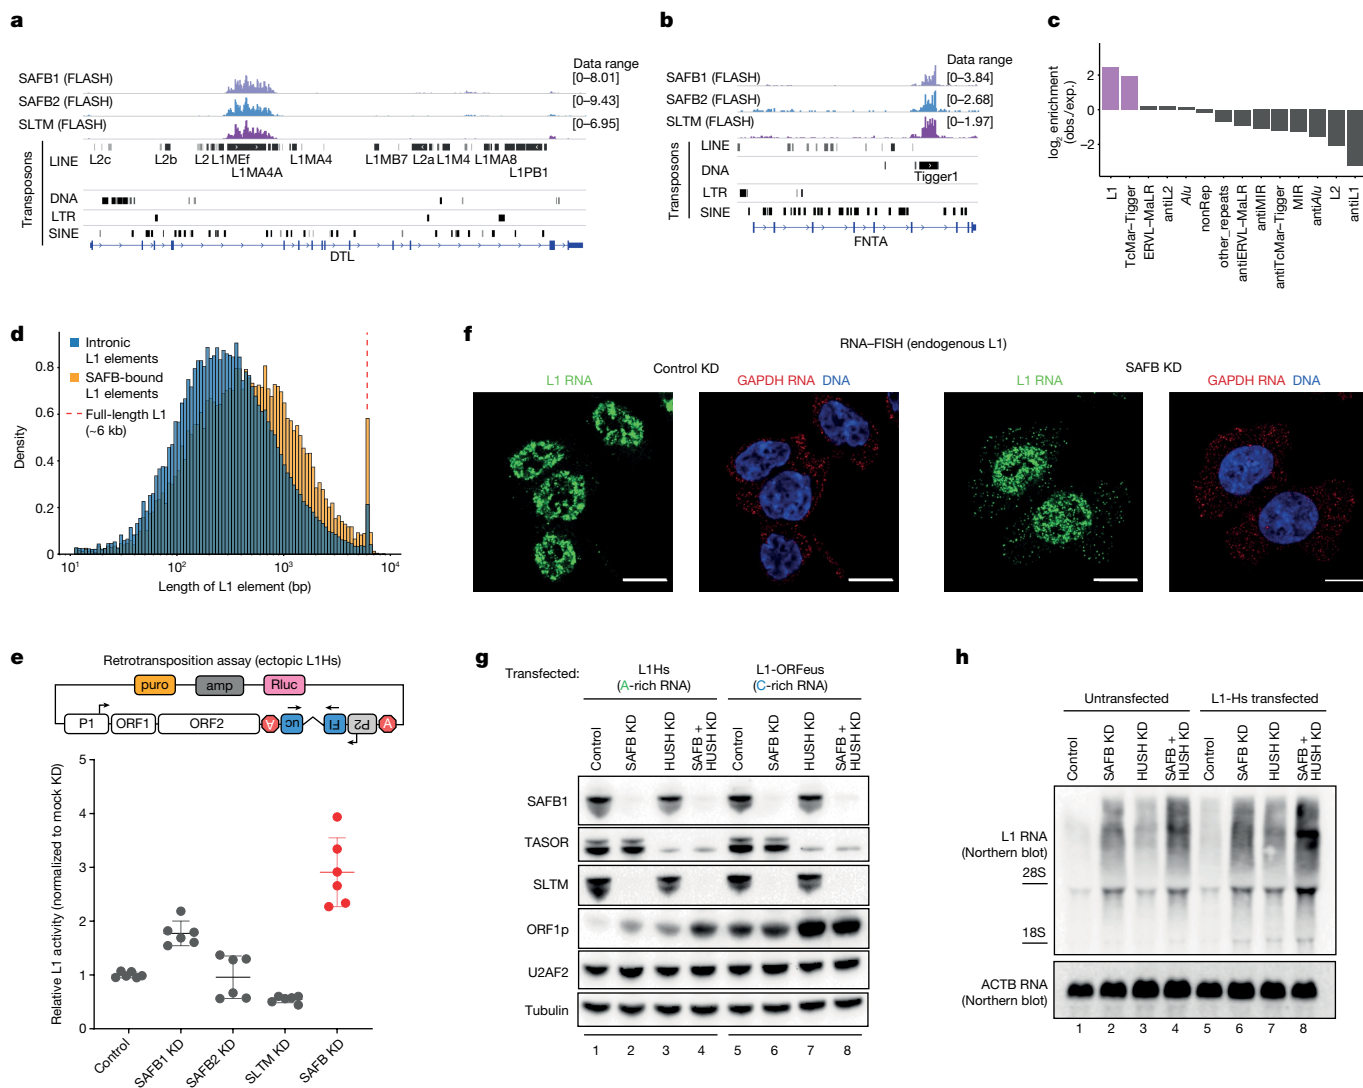 a
Data range
SAFB1 (FLASH) [0–8.01]
SAFB2 (FLASH) [0–9.43]
SLTM (FLASH) [0–6.95]
Transposons
LINE
L2c L2b L2 L1MEf L1MA4 L1MB7 L2a L1M4 L1MA8
L1MA4A L1PB1
DNA
LTR
SINE
DTL
b
Data range
SAFB1 (FLASH) [0–3.84]
SAFB2 (FLASH) [0–2.68]
SLTM (FLASH) [0–1.97]
Transposons
LINE
DNA
Tigger1
LTR
SINE
FNTA
c
log2 enrichment
(obs./exp.)
2
0
−2
L1
TcMar–Tigger
ERVL–MaLR
antiL2
Alu
nonRep
other_repeats
antiERVL–MaLR
antiMIR
antiTcMar–Tigger
MIR
antiAlu
L2
antiL1
d
Intronic
L1 elements
SAFB-bound
L1 elements
Full-length L1
(~6 kb)
Density
0.8
0.6
0.4
0.2
0
10¹ 10² 10³ 10⁴
Length of L1 element (bp)
e
Retrotransposition assay (ectopic L1Hs)
puro amp Rluc
P1 ORF1 ORF2 A uc Fl P2 A
Relative L1 activity (normalized to mock KD)
5
4
3
2
1
0
Control
SAFB1 KD
SAFB2 KD
SLTM KD
SAFB KD
f
RNA–FISH (endogenous L1)
Control KD SAFB KD
L1 RNA GAPDH RNA DNA L1 RNA GAPDH RNA DNA
g
Transfected:
L1Hs
(A-rich RNA)
L1-ORFeus
(C-rich RNA)
Control
SAFB KD
HUSH KD
SAFB +
HUSH KD
Control
SAFB KD
HUSH KD
SAFB +
HUSH KD
SAFB1
TASOR
SLTM
ORF1p
U2AF2
Tubulin
1 2 3 4 5 6 7 8
h
Untransfected L1-Hs transfected
Control
SAFB KD
HUSH KD
SAFB +
HUSH KD
Control
SAFB KD
HUSH KD
SAFB +
HUSH KD
L1 RNA
(Northern blot)
28S
18S
ACTB RNA
(Northern blot)
1 2 3 4 5 6 7 8